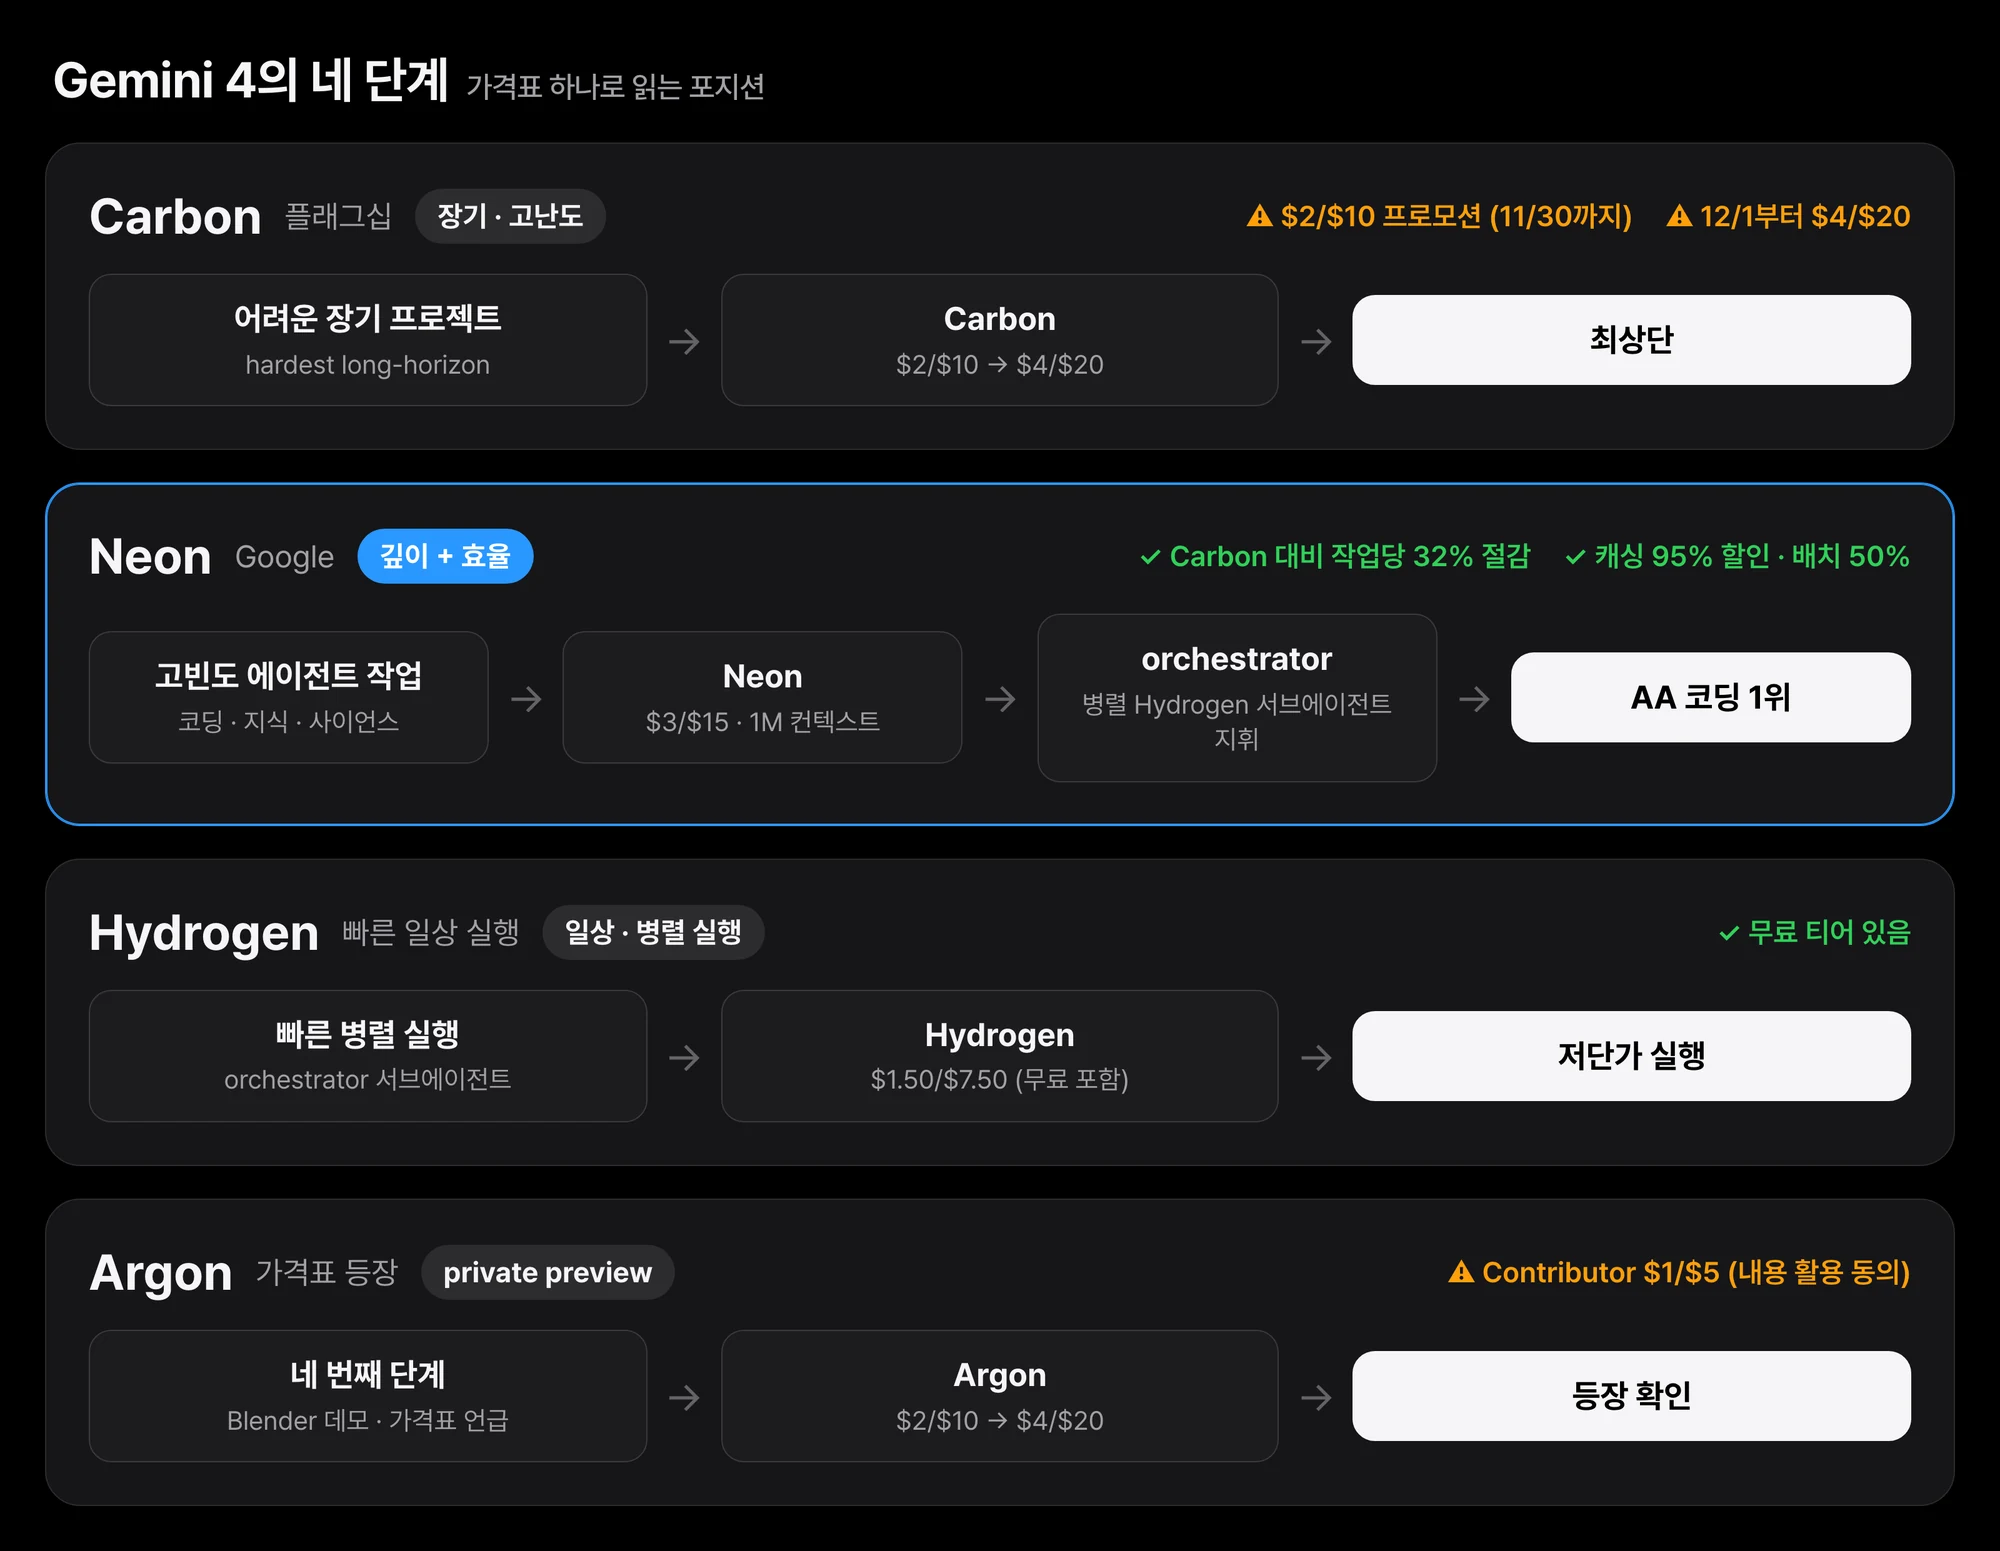 Gemini 4의 네 단계 가격표 하나로 읽는 포지션
Carbon 플래그십 장기 · 고난도
⚠ $2/$10 프로모션 (11/30까지) ⚠ 12/1부터 $4/$20
어려운 장기 프로젝트
hardest long-horizon
→
Carbon
$2/$10 → $4/$20
→
최상단
Neon Google 깊이 + 효율
✓ Carbon 대비 작업당 32% 절감 ✓ 캐싱 95% 할인 · 배치 50%
고빈도 에이전트 작업
코딩 · 지식 · 사이언스
→
Neon
$3/$15 · 1M 컨텍스트
→
orchestrator
병렬 Hydrogen 서브에이전트
지휘
→
AA 코딩 1위
Hydrogen 빠른 일상 실행 일상 · 병렬 실행
✓ 무료 티어 있음
빠른 병렬 실행
orchestrator 서브에이전트
→
Hydrogen
$1.50/$7.50 (무료 포함)
→
저단가 실행
Argon 가격표 등장 private preview
⚠ Contributor $1/$5 (내용 활용 동의)
네 번째 단계
Blender 데모 · 가격표 언급
→
Argon
$2/$10 → $4/$20
→
등장 확인